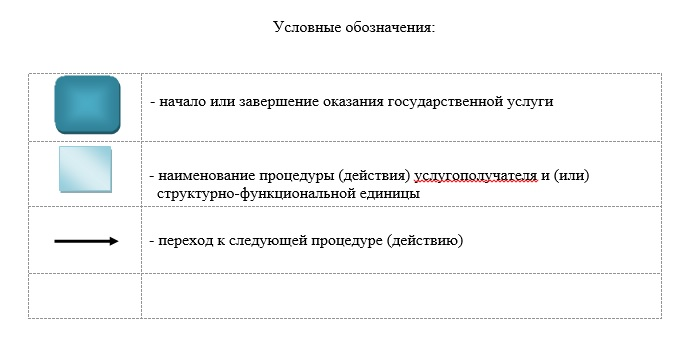 Условные обозначения:
- начало или завершение оказания государственной услуги
- наименование процедуры (действия) услугополучателя и (или)
структурно-функциональной единицы
- переход к следующей процедуре (действию)